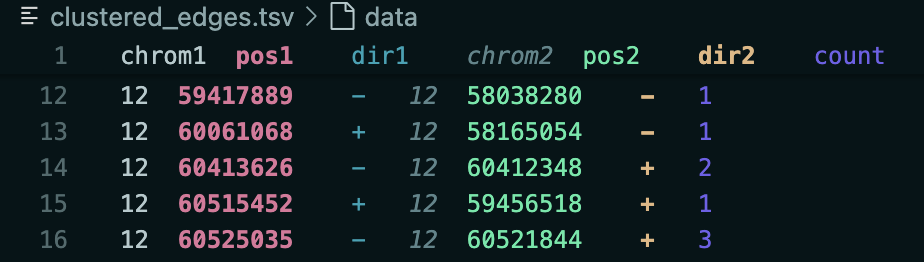 clustered_edges.tsv > data
1 chrom1 pos1 dir1 chrom2 pos2 dir2 count
12 12 59417889 - 12 58038280 - 1
13 12 60061068 + 12 58165054 - 1
14 12 60413626 - 12 60412348 + 2
15 12 60515452 + 12 59456518 + 1
16 12 60525035 - 12 60521844 + 3